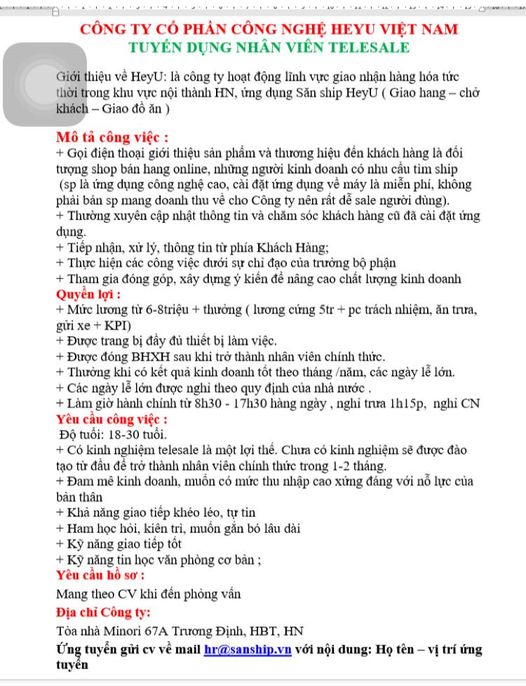 CÔNG TY CỔ PHẦN CÔNG NGHỆ HEYU VIỆT NAM
TUYỂN DỤNG NHÂN VIÊN TELESALE
Giới thiệu về HeyU: là công ty hoạt động lĩnh vực giao nhận hàng hóa tức
thời trong khu vực nội thành HN, ứng dụng Săn ship HeyU ( Giao hang – chở
khách – Giao đồ ăn )
Mô tả công việc :
+ Gọi điện thoại giới thiệu sản phẩm và thương hiệu đến khách hàng là đối
tượng shop bán hang online, những người kinh doanh có nhu cầu tìm ship
(sp là ứng dụng công nghệ cao, cài đặt ứng dụng về máy là miễn phí, không
phải bán sp mang doanh thu về cho Công ty nên rất dễ sale người dùng).
+ Thường xuyên cập nhật thông tin và chăm sóc khách hàng cũ đã cài đặt ứng
dụng.
+ Tiếp nhận, xử lý, thông tin từ phía Khách Hàng;
+ Thực hiện các công việc dưới sự chỉ đạo của trưởng bộ phận
+ Tham gia đóng góp, xây dựng ý kiến để nâng cao chất lượng kinh doanh
Quyền lợi :
+ Mức lương từ 6-8triệu + thưởng ( lương cứng 5tr + pc trách nhiệm, ăn trưa,
gửi xe + KPI)
+ Được trang bị đầy đủ thiết bị làm việc.
+ Được đóng BHXH sau khi trở thành nhân viên chính thức.
+ Thưởng khi có kết quả kinh doanh tốt theo tháng /năm, các ngày lễ lớn.
+ Các ngày lễ lớn được nghỉ theo quy định của nhà nước .
+ Làm giờ hành chính từ 8h30 - 17h30 hàng ngày , nghỉ trưa 1h15p, nghỉ CN
Yêu cầu công việc :
Độ tuổi: 18-30 tuổi.
+ Có kinh nghiệm telesale là một lợi thế. Chưa có kinh nghiệm sẽ được đào
tạo từ đầu để trở thành nhân viên chính thức trong 1-2 tháng.
+ Đam mê kinh doanh, muốn có mức thu nhập cao xứng đáng với nỗ lực của
bản thân
+ Khả năng giao tiếp khéo léo, tự tin
+ Ham học hỏi, kiên trì, muốn gắn bó lâu dài
+ Kỹ năng giao tiếp tốt
+ Kỹ năng tin học văn phòng cơ bản ;
Yêu cầu hồ sơ :
Mang theo CV khi đến phỏng vấn
Địa chỉ Công ty:
Tòa nhà Minori 67A Trương Định, HBT, HN
Ứng tuyển gửi cv về mail hr@sanship.vn với nội dung: Họ tên – vị trí ứng
tuyển